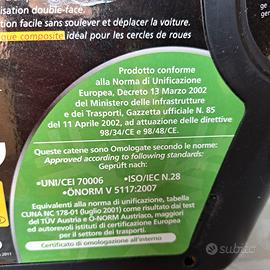 isation double-face.
tion facile sans soulever et déplacer la voiture.
que composite idéal pour les cercles de roues
Prodotto conforme
alla Norma di Unificazione
Europea, Decreto 13 Marzo 2002
del Ministero delle Infrastrutture
e dei Trasporti, Gazzetta ufficiale N. 85
del 11 Aprile 2002, ad attuazione delle direttive
98/34/CE e 98/48/CE.
Queste catene sono Omologate secondo le norme:
Approved according to following standards:
Geprüft nach:
•UNI/CEI 70006 •ISO/IEC N.28
•ÖNORM V 5117:2007
Equivalenti alla norma di unificazione, tabella
CUNA NC 178-01 (luglio 2001) come risultato dai test
del TÜV Austria e Ö-NORM Austriaco, maggiori
ed autorevoli istituti di certificazione europei
per il settore dei trasporti.
Certificato di omologazione all'interno
subito